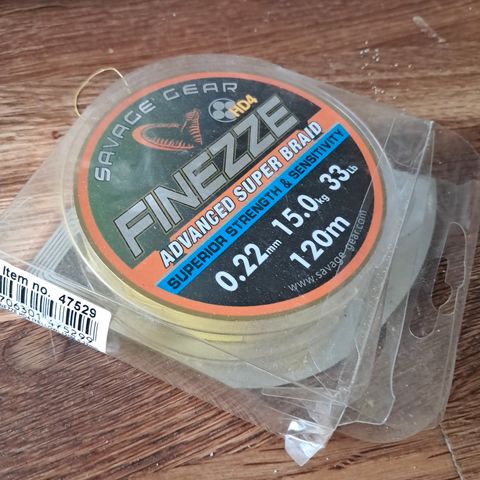 SAVAGE GEAR
HD4
FINEZZE
ADVANCED SUPER BRAID
SUPERIOR STRENGTH & SENSITIVITY
0.22mm 15.0kg 33Lb
120m
www.savage-gear.com
Item no. 47529